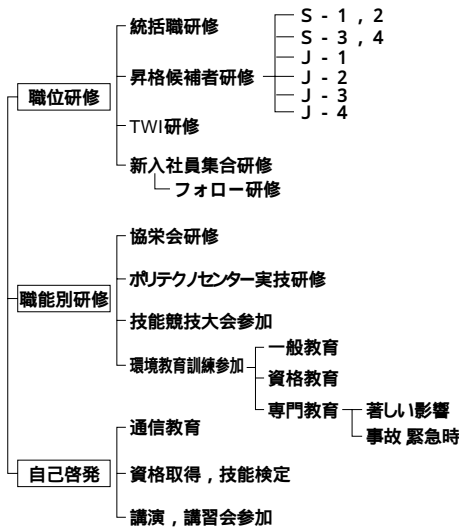 統括職研修
S - 1 , 2
S - 3 , 4
昇格候補者研修
J - 1
J - 2
J - 3
J - 4
職位研修
TWI研修
新入社員集合研修
フォロー研修
協栄会研修
ポリテクノセンター実技研修
職能別研修
技能競技大会参加
環境教育訓練参加
一般教育
資格教育
専門教育
著しい影響
事故 緊急時
通信教育
自己啓発
資格取得 , 技能検定
講演 , 講習会参加